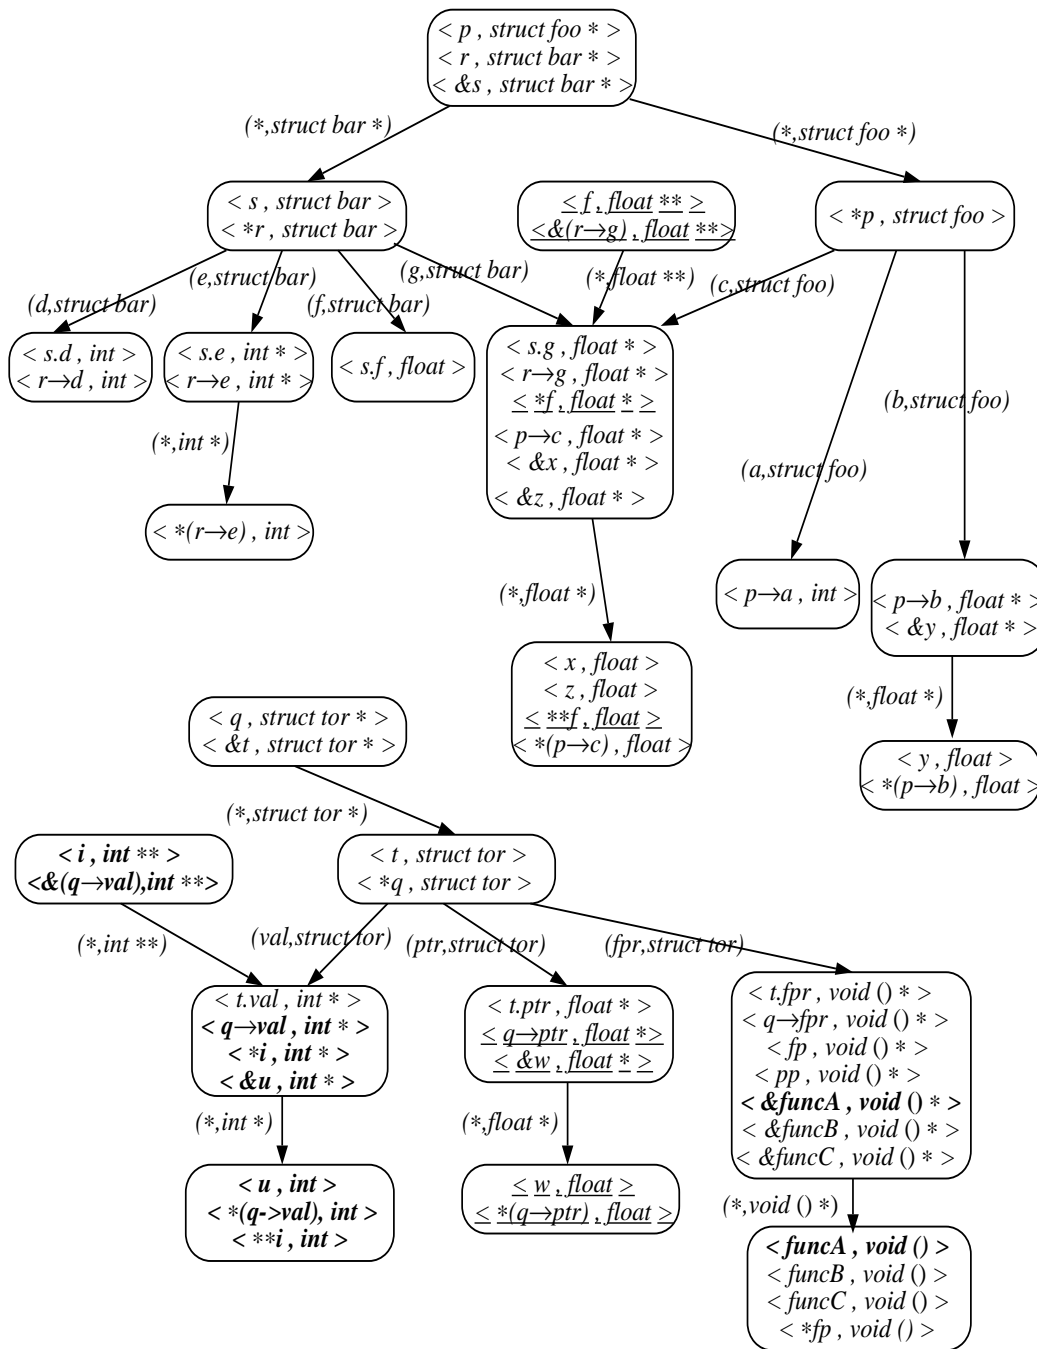 < p , struct foo * >
< r , struct bar * >
< &s , struct bar * >
(*,struct bar *)
(*,struct foo *)
< s , struct bar >
< *r , struct bar >
< f , float ** >
<&(r→g) , float **>
< *p , struct foo >
(d,struct bar)
(e,struct bar)
(f,struct bar)
(g,struct bar)
(*,float **)
(c,struct foo)
< s.d , int >
< r→d , int >
< s.e , int * >
< r→e , int * >
< s.f , float >
< s.g , float * >
< r→g , float * >
< *f , float * >
< p→c , float * >
< &x , float * >
< &z , float * >
(b,struct foo)
(a,struct foo)
(*,int *)
< *(r→e) , int >
(*,float *)
< p→a , int >
< p→b , float * >
< &y , float * >
< x , float >
< z , float >
< **f , float >
< *(p→c) , float >
(*,float *)
< y , float >
< *(p→b) , float >
< q , struct tor * >
< &t , struct tor * >
(*,struct tor *)
< i , int ** >
<&(q→val),int **>
< t , struct tor >
< *q , struct tor >
(*,int **)
(val,struct tor)
(ptr,struct tor)
(fpr,struct tor)
< t.val , int * >
< q→val , int * >
< *i , int * >
< &u , int * >
< t.ptr , float * >
< q→ptr , float *>
< &w , float * >
< t.fpr , void () * >
< q→fpr , void () * >
< fp , void () * >
< pp , void () * >
< &funcA , void () * >
< &funcB , void () * >
< &funcC , void () * >
(*,int *)
(*,float *)
(*,void () *)
< u , int >
< *(q->val), int >
< **i , int >
< w , float >
< *(q→ptr) , float >
< funcA , void () >
< funcB , void () >
< funcC , void () >
< *fp , void () >